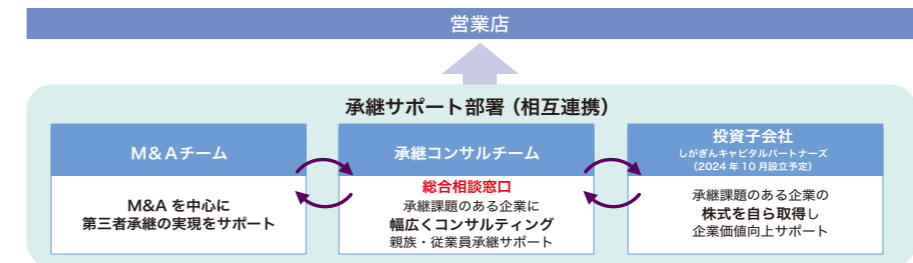 営業店
承継サポート部署（相互連携）
M&Aチーム
M&A を中心に
第三者承継の実現をサポート
承継コンサルチーム
総合相談窓口
承継課題のある企業に
幅広くコンサルティング
親族・従業員承継サポート
投資子会社
しがぎんキャピタルパートナーズ
（2024 年 10 月設立予定）
承継課題のある企業の
株式を自ら取得し
企業価値向上サポート